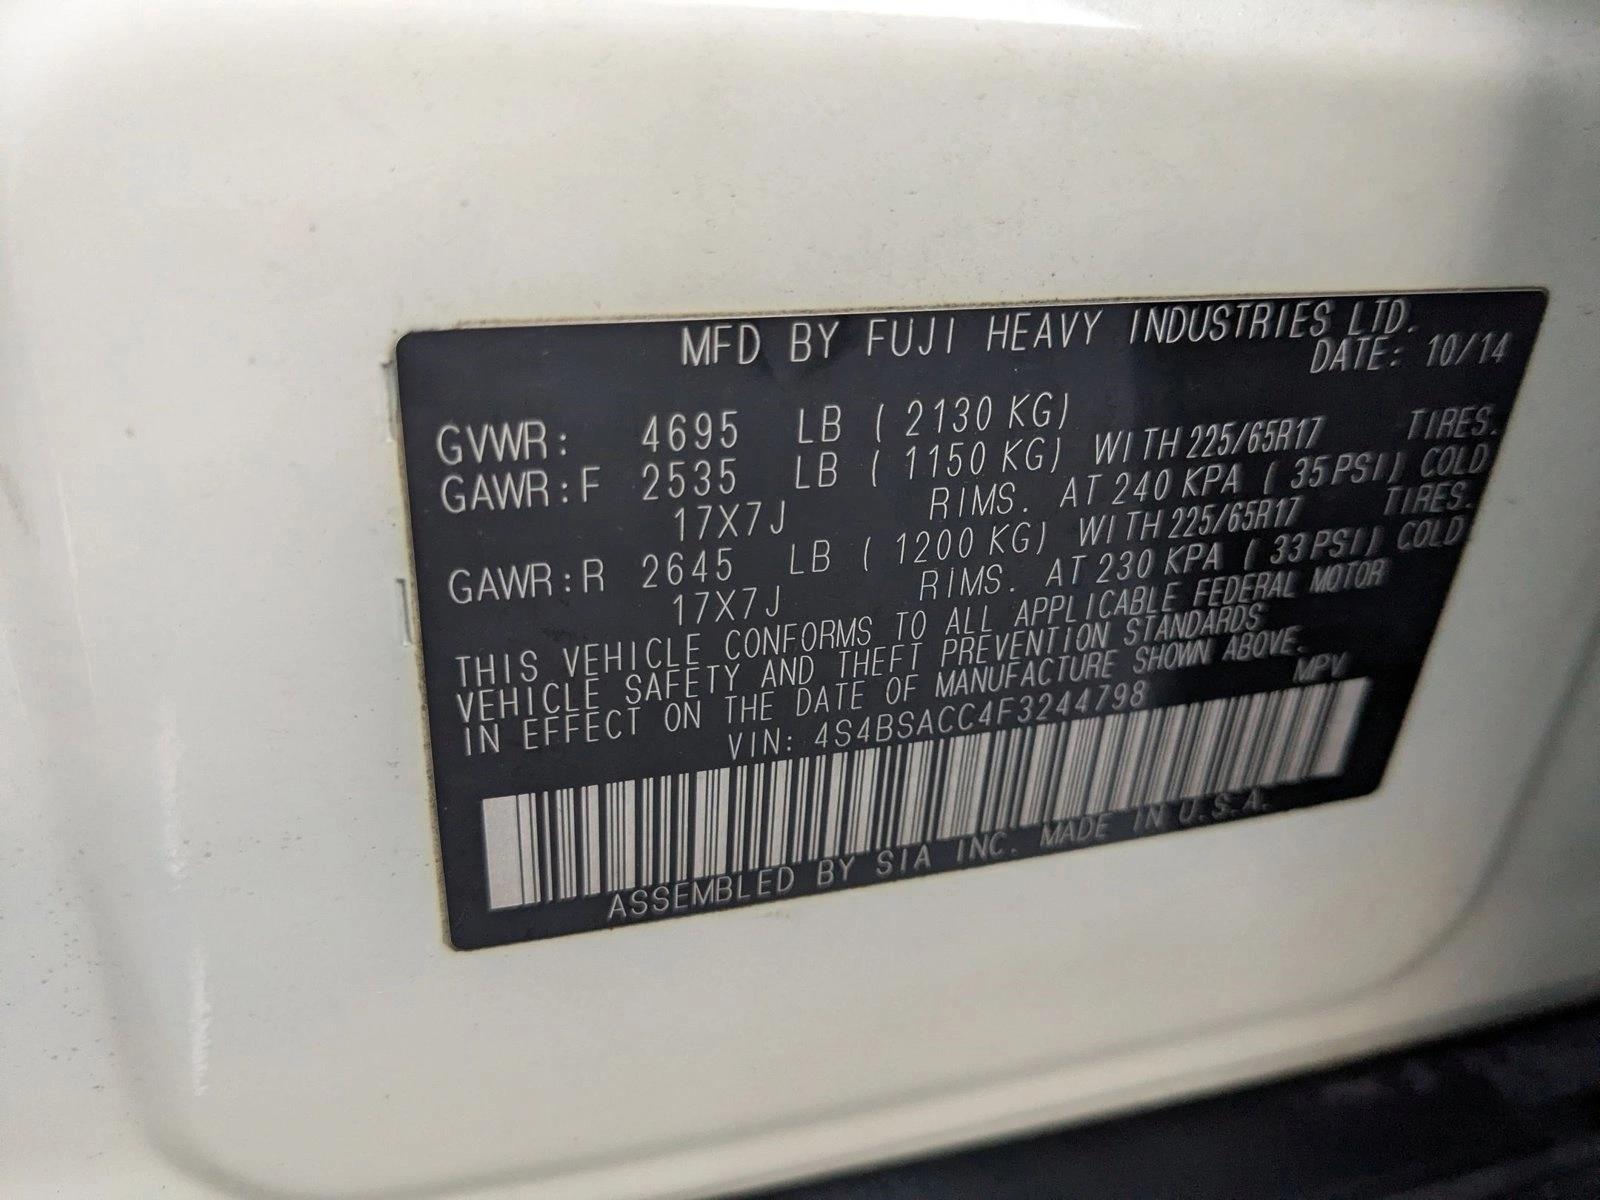 MFD BY FUJI HEAVY INDUSTRIES LTD.
DATE: 10/14
GVWR: 4695 LB ( 2130 KG)
GAWR:F 2535 LB ( 1150 KG) WITH 225/65R17 TIRES.
17X7J RIMS. AT 240 KPA ( 35PSI) COLD
GAWR:R 2645 LB ( 1200 KG) WITH 225/65R17 TIRES.
17X7J RIMS. AT 230 KPA ( 33PSI) COLD
THIS VEHICLE CONFORMS TO ALL APPLICABLE FEDERAL MOTOR
VEHICLE SAFETY AND THEFT PREVENTION STANDARDS
IN EFFECT ON THE DATE OF MANUFACTURE SHOWN ABOVE.
VIN: 4S4BSACC4F3244798 MPV
ASSEMBLED BY SIA INC. MADE IN U.S.A.